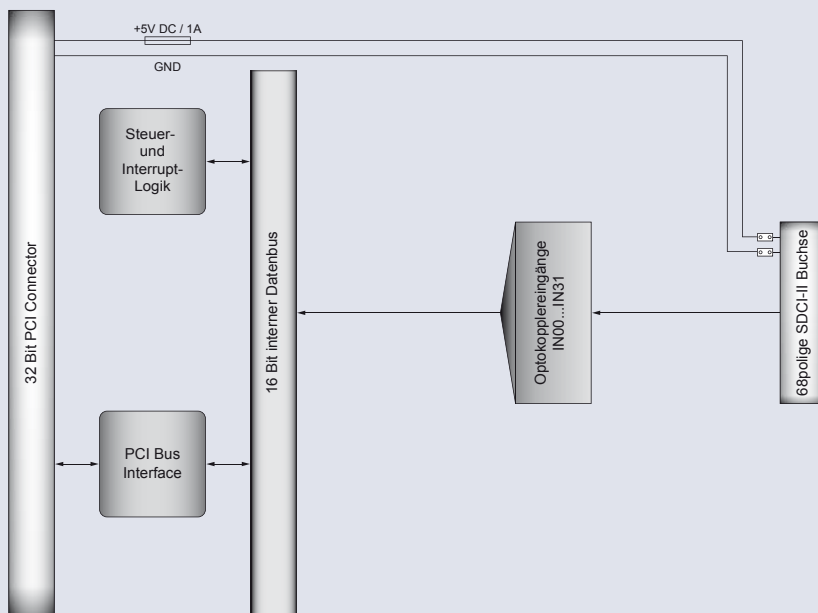 +5V DC / 1A
GND
Steuer-
und
Interrupt-
Logik
32 Bit PCI Connector
16 Bit interner Datenbus
Optokopplereingänge
IN00...IN31
68polige SDCI-II Buchse
PCI Bus
Interface